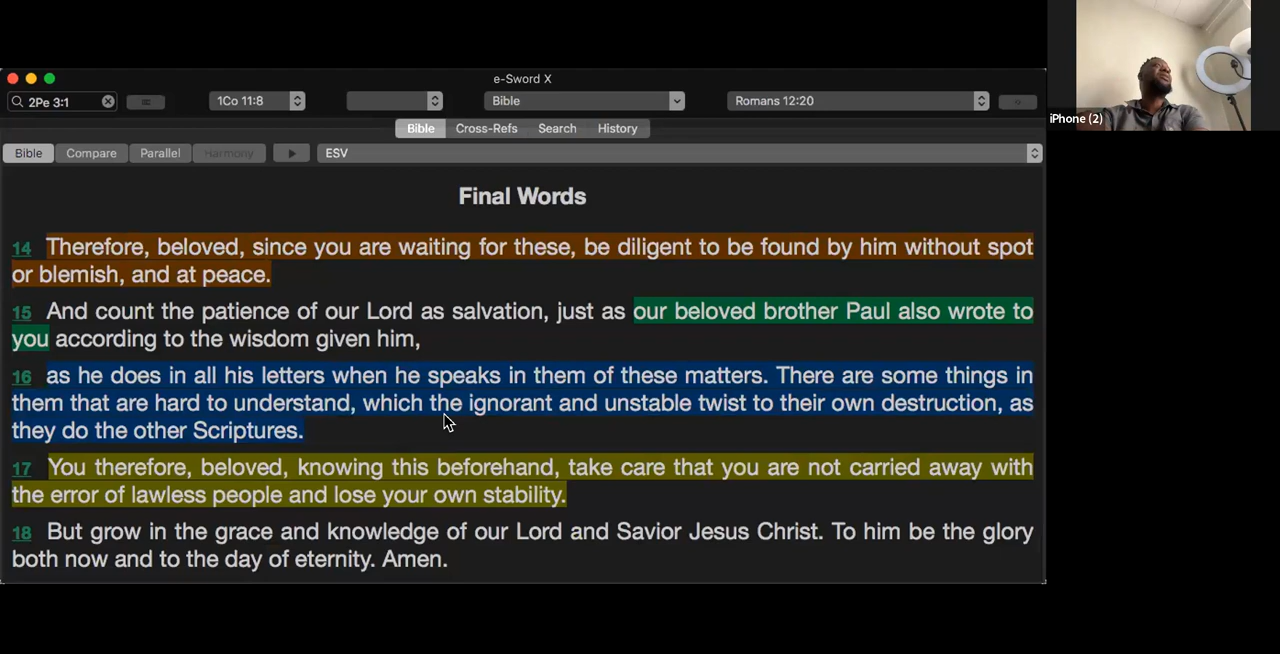 e-Sword X
2Pe 3:1
1Co 11:8
Bible
Romans 12:20
Bible Cross-Refs Search History
Bible Compare Parallel Harmony
ESV
Final Words
14 Therefore, beloved, since you are waiting for these, be diligent to be found by him without spot
or blemish, and at peace.
15 And count the patience of our Lord as salvation, just as our beloved brother Paul also wrote to
you according to the wisdom given him,
16 as he does in all his letters when he speaks in them of these matters. There are some things in
them that are hard to understand, which the ignorant and unstable twist to their own destruction, as
they do the other Scriptures.
17 You therefore, beloved, knowing this beforehand, take care that you are not carried away with
the error of lawless people and lose your own stability.
18 But grow in the grace and knowledge of our Lord and Savior Jesus Christ. To him be the glory
both now and to the day of eternity. Amen.
iPhone (2)